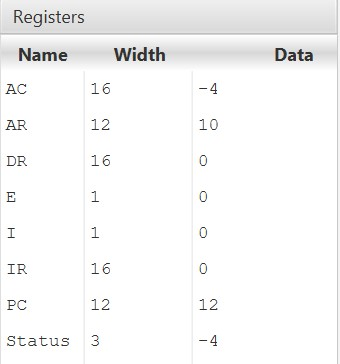 Registers
Name Width Data
AC 16 -4
AR 12 10
DR 16 0
E 1 0
I 1 0
IR 16 0
PC 12 12
Status 3 -4